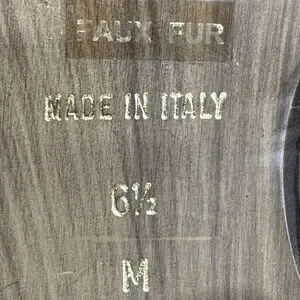 FAUX FUR
MADE IN ITALY
6½
M